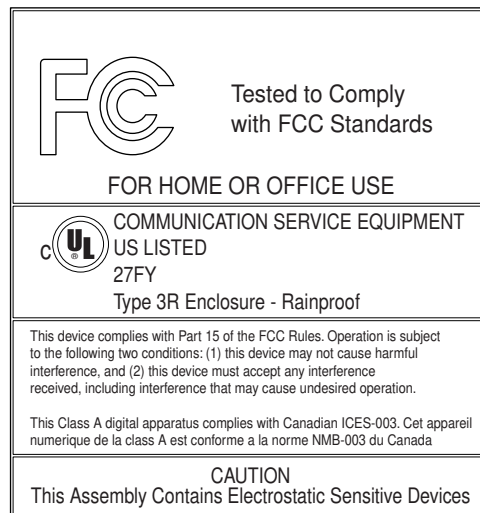 FCC
Tested to Comply
with FCC Standards
FOR HOME OR OFFICE USE
COMMUNICATION SERVICE EQUIPMENT
C UL ® US LISTED
27FY
Type 3R Enclosure - Rainproof
This device complies with Part 15 of the FCC Rules. Operation is subject
to the following two conditions: (1) this device may not cause harmful
interference, and (2) this device must accept any interference
received, including interference that may cause undesired operation.
This Class A digital apparatus complies with Canadian ICES-003. Cet appareil
numerique de la class A est conforme a la norme NMB-003 du Canada
CAUTION
This Assembly Contains Electrostatic Sensitive Devices